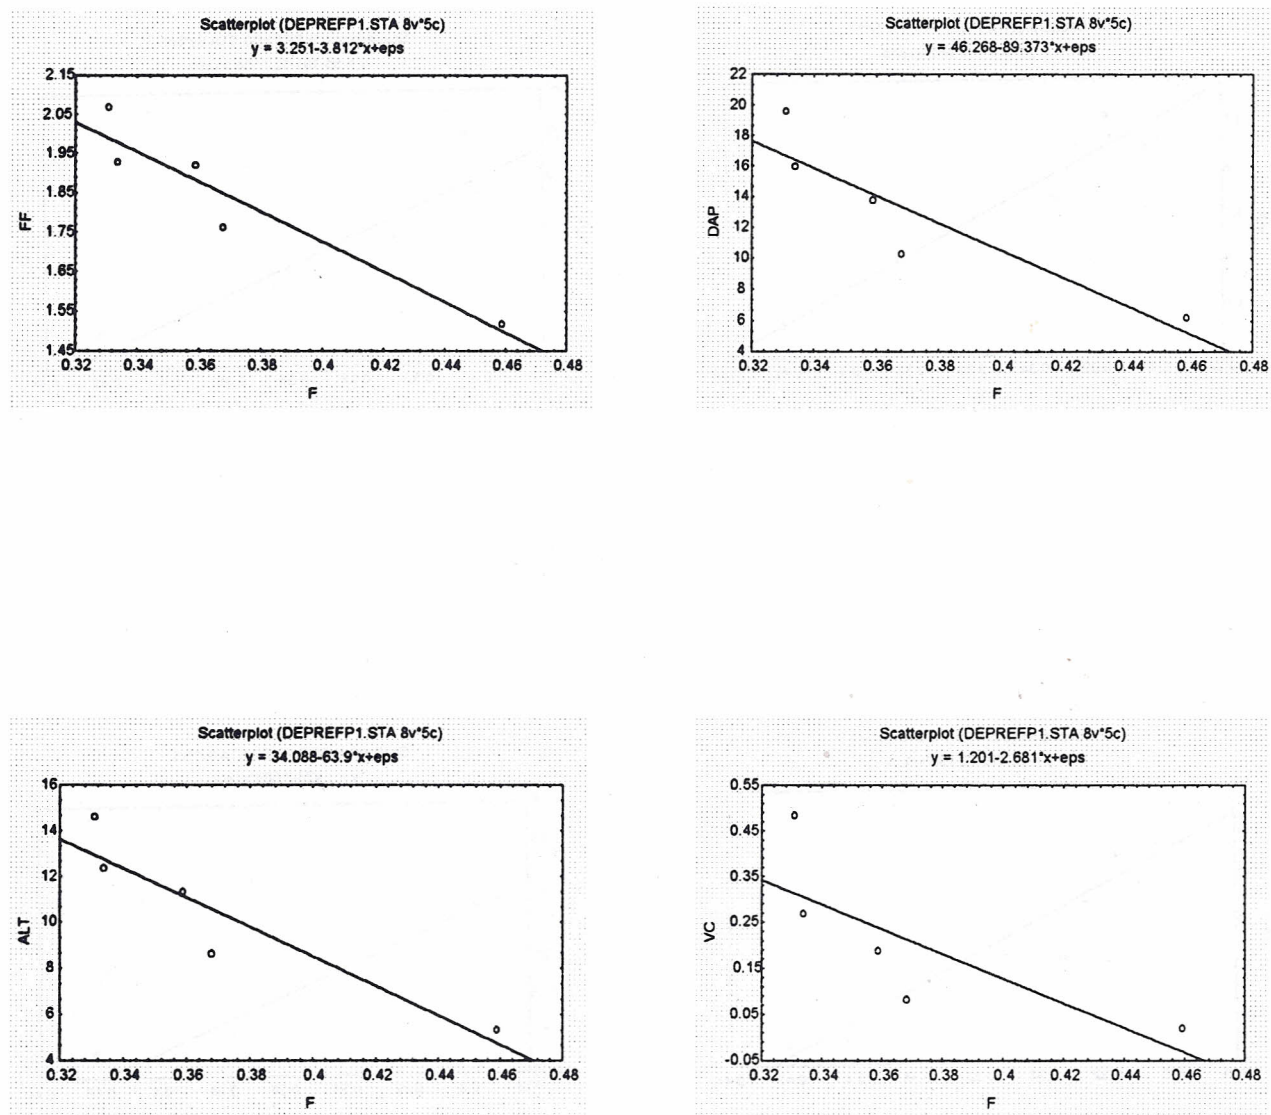 Scatterplot (DEPREFP1.STA 8v*5c)
y = 3.251-3.812*x+eps
2.15
2.05
1.95
1.85
1.75
1.65
1.55
1.45
FF
0.32 0.34 0.36 0.38 0.4 0.42 0.44 0.46 0.48
F
Scatterplot (DEPREFP1.STA 8v*5c)
y = 46.268-89.373*x+eps
22
20
18
16
14
12
10
8
6
4
DAP
0.32 0.34 0.36 0.38 0.4 0.42 0.44 0.46 0.48
F
Scatterplot (DEPREFP1.STA 8v*5c)
y = 34.088-63.9*x+eps
16
14
12
10
8
6
4
ALT
0.32 0.34 0.36 0.38 0.4 0.42 0.44 0.46 0.48
F
Scatterplot (DEPREFP1.STA 8v*5c)
y = 1.201-2.681*x+eps
0.55
0.45
0.35
0.25
0.15
0.05
-0.05
VC
0.32 0.34 0.36 0.38 0.4 0.42 0.44 0.46 0.48
F